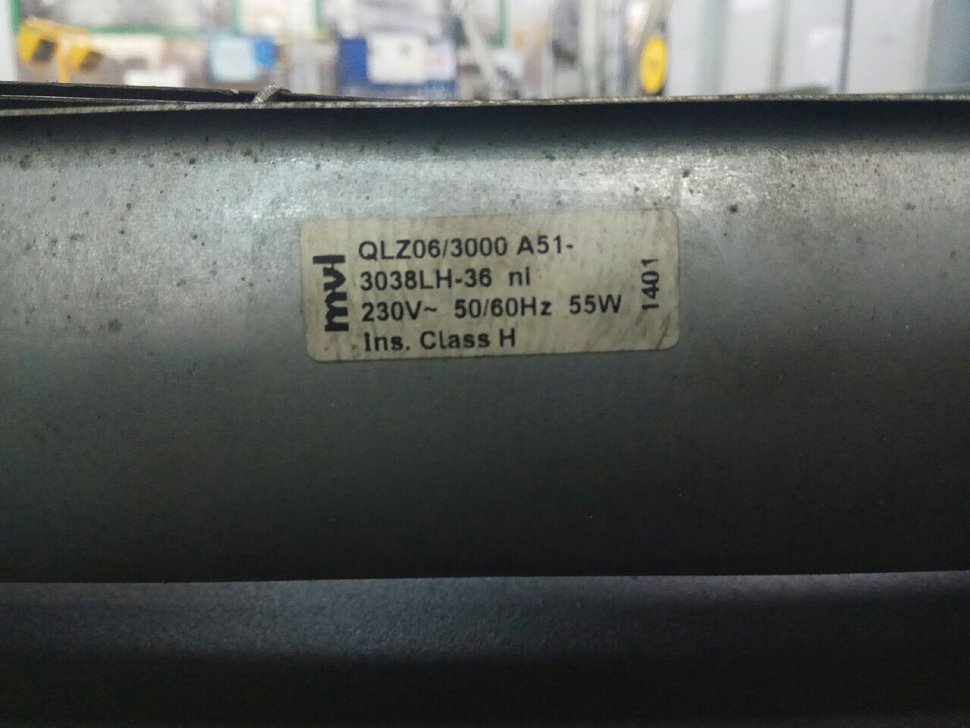 mvl
QLZ06/3000 A51-
3038LH-36 nl
230V~ 50/60Hz 55W
Ins. Class H
1401